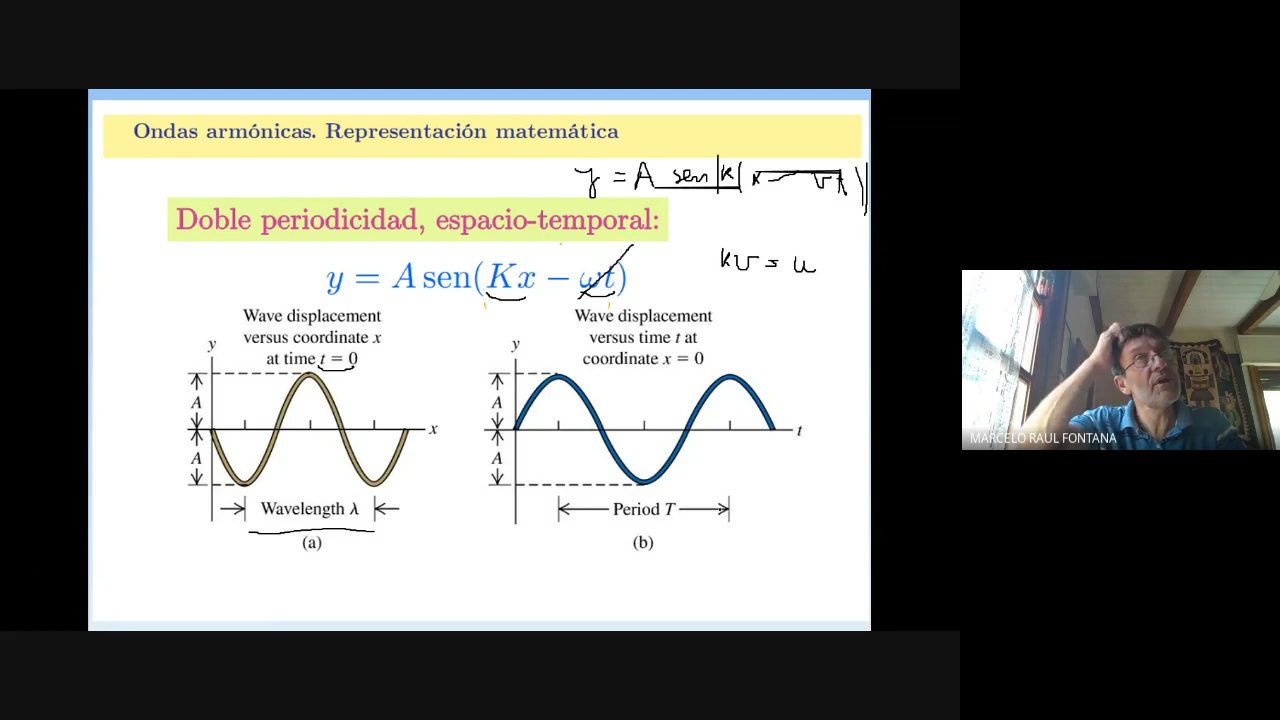 Ondas armónicas. Representación matemática
y = A sen k( x - vt )
Doble periodicidad, espacio-temporal:
y = A sen(Kx − ωt)
kv = ω
Wave displacement
versus coordinate x
at time t = 0
y
A
A
x
Wavelength λ
(a)
Wave displacement
versus time t at
coordinate x = 0
y
A
A
t
Period T
(b)
MARCELO RAUL FONTANA